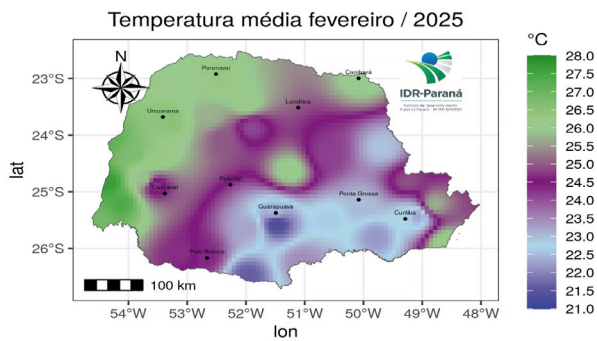 Temperatura média fevereiro / 2025
°C
N
23°S
24°S
25°S
26°S
lat
Paranavaí
Cambará
Londrina
Umuarama
Cascavel
Palotina
Ponta Grossa
Guarapuava
Curitiba
Pato Branco
IDR-Paraná
100 km
54°W
53°W
52°W
51°W
50°W
49°W
48°W
lon
28.0
27.5
27.0
26.5
26.0
25.5
25.0
24.5
24.0
23.5
23.0
22.5
22.0
21.5
21.0